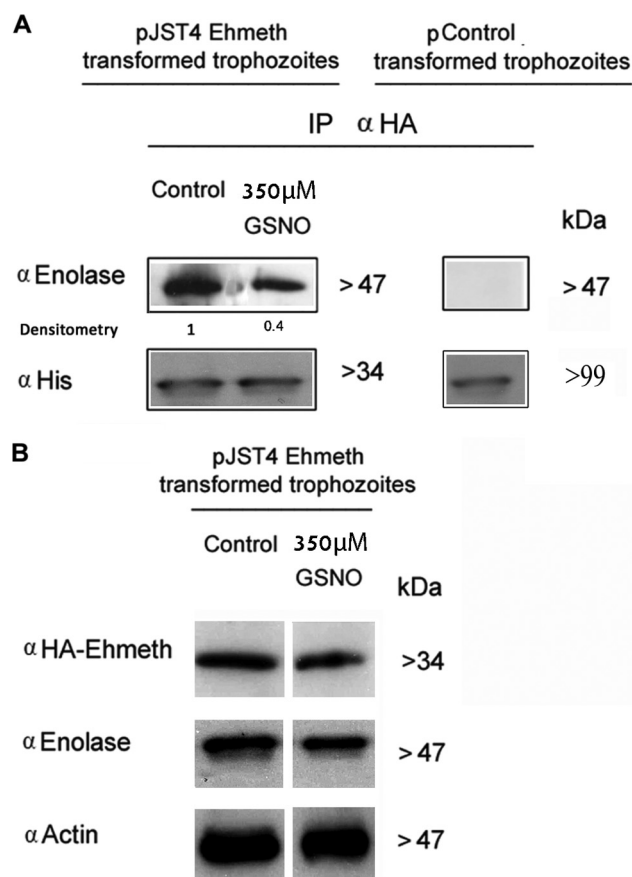 A
pJST4 Ehmeth
transformed trophozoites
pControl
transformed trophozoites
IP α HA
Control
350µM
GSNO
kDa
α Enolase
>47
>47
Densitometry
1
0.4
α His
>34
>99
B
pJST4 Ehmeth
transformed trophozoites
Control
350µM
GSNO
kDa
α HA-Ehmeth
>34
α Enolase
>47
α Actin
>47